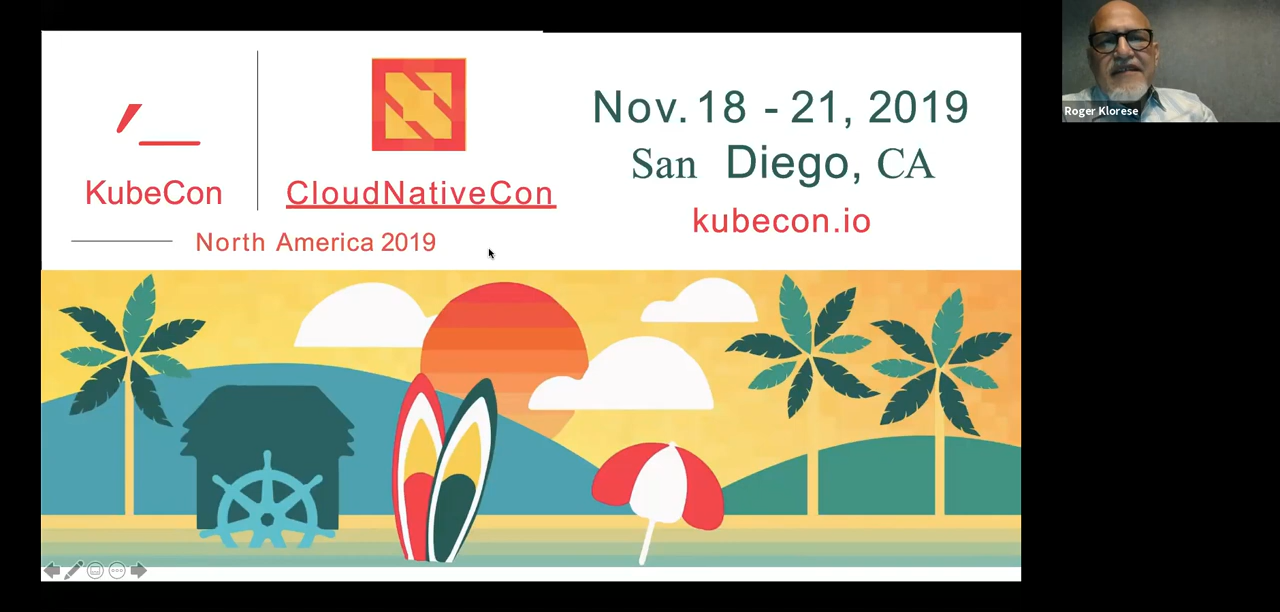 KubeCon
CloudNativeCon
North America 2019
Nov. 18 - 21, 2019
San Diego, CA
kubecon.io
Roger Klorese